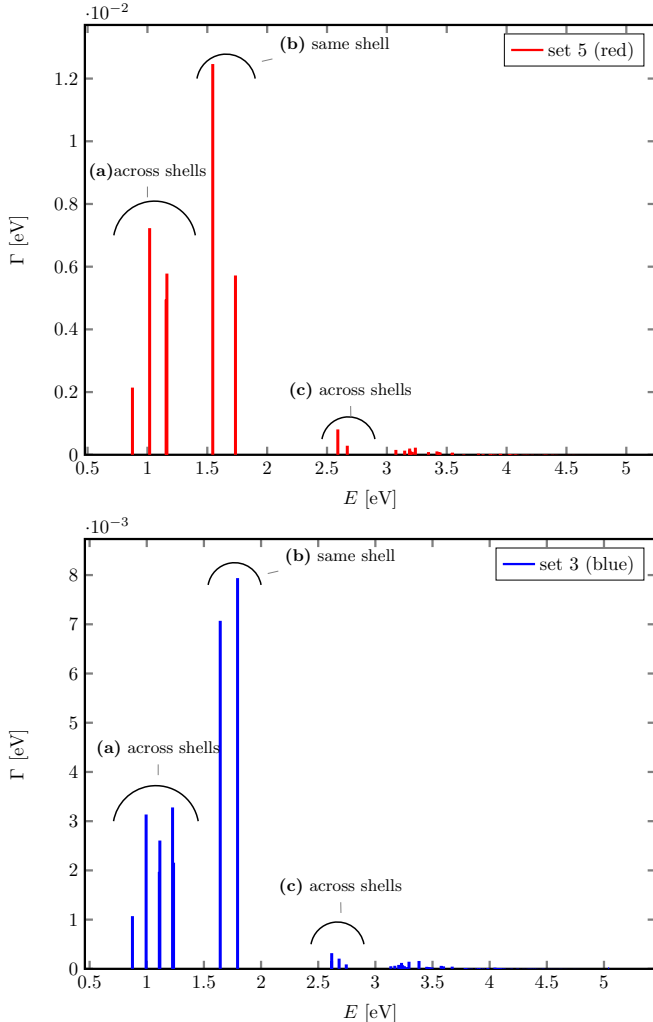 ·10⁻²
(b) same shell
set 5 (red)
1.2
1
(a)across shells
0.8
Γ [eV]
0.6
0.4
(c) across shells
0.2
0
0.5 1 1.5 2 2.5 3 3.5 4 4.5 5
E [eV]
·10⁻³
(b) same shell
set 3 (blue)
8
7
6
5
(a) across shells
Γ [eV]
4
3
2
(c) across shells
1
0
0.5 1 1.5 2 2.5 3 3.5 4 4.5 5
E [eV]